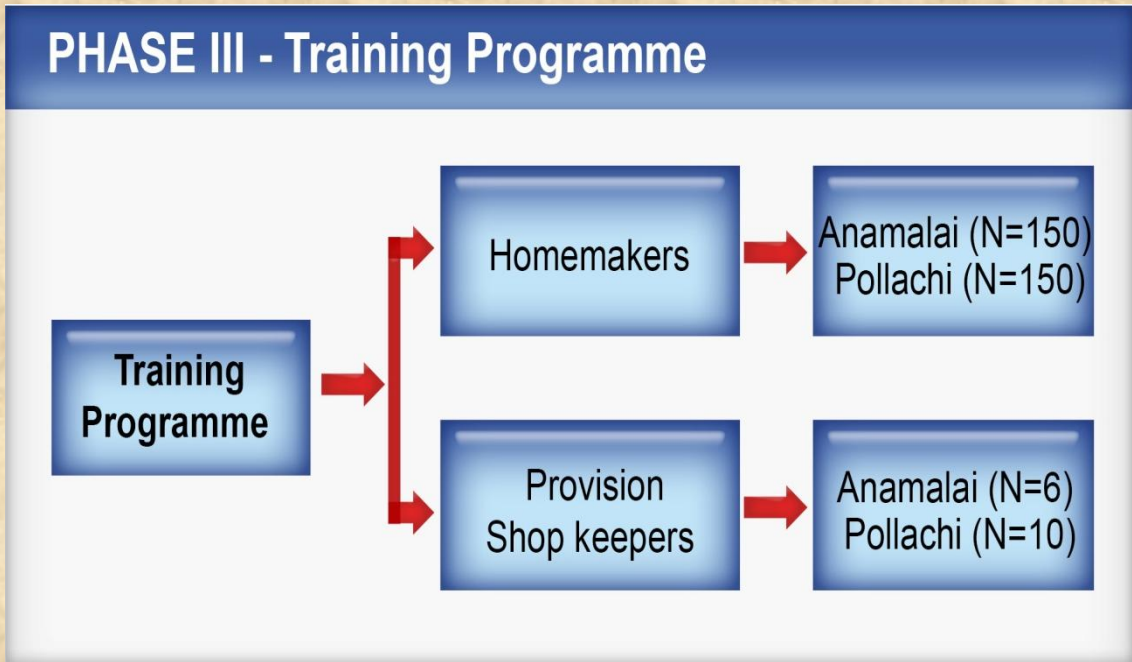 PHASE III - Training Programme
Training
Programme
Homemakers
Anamalai (N=150)
Pollachi (N=150)
Provision
Shop keepers
Anamalai (N=6)
Pollachi (N=10)